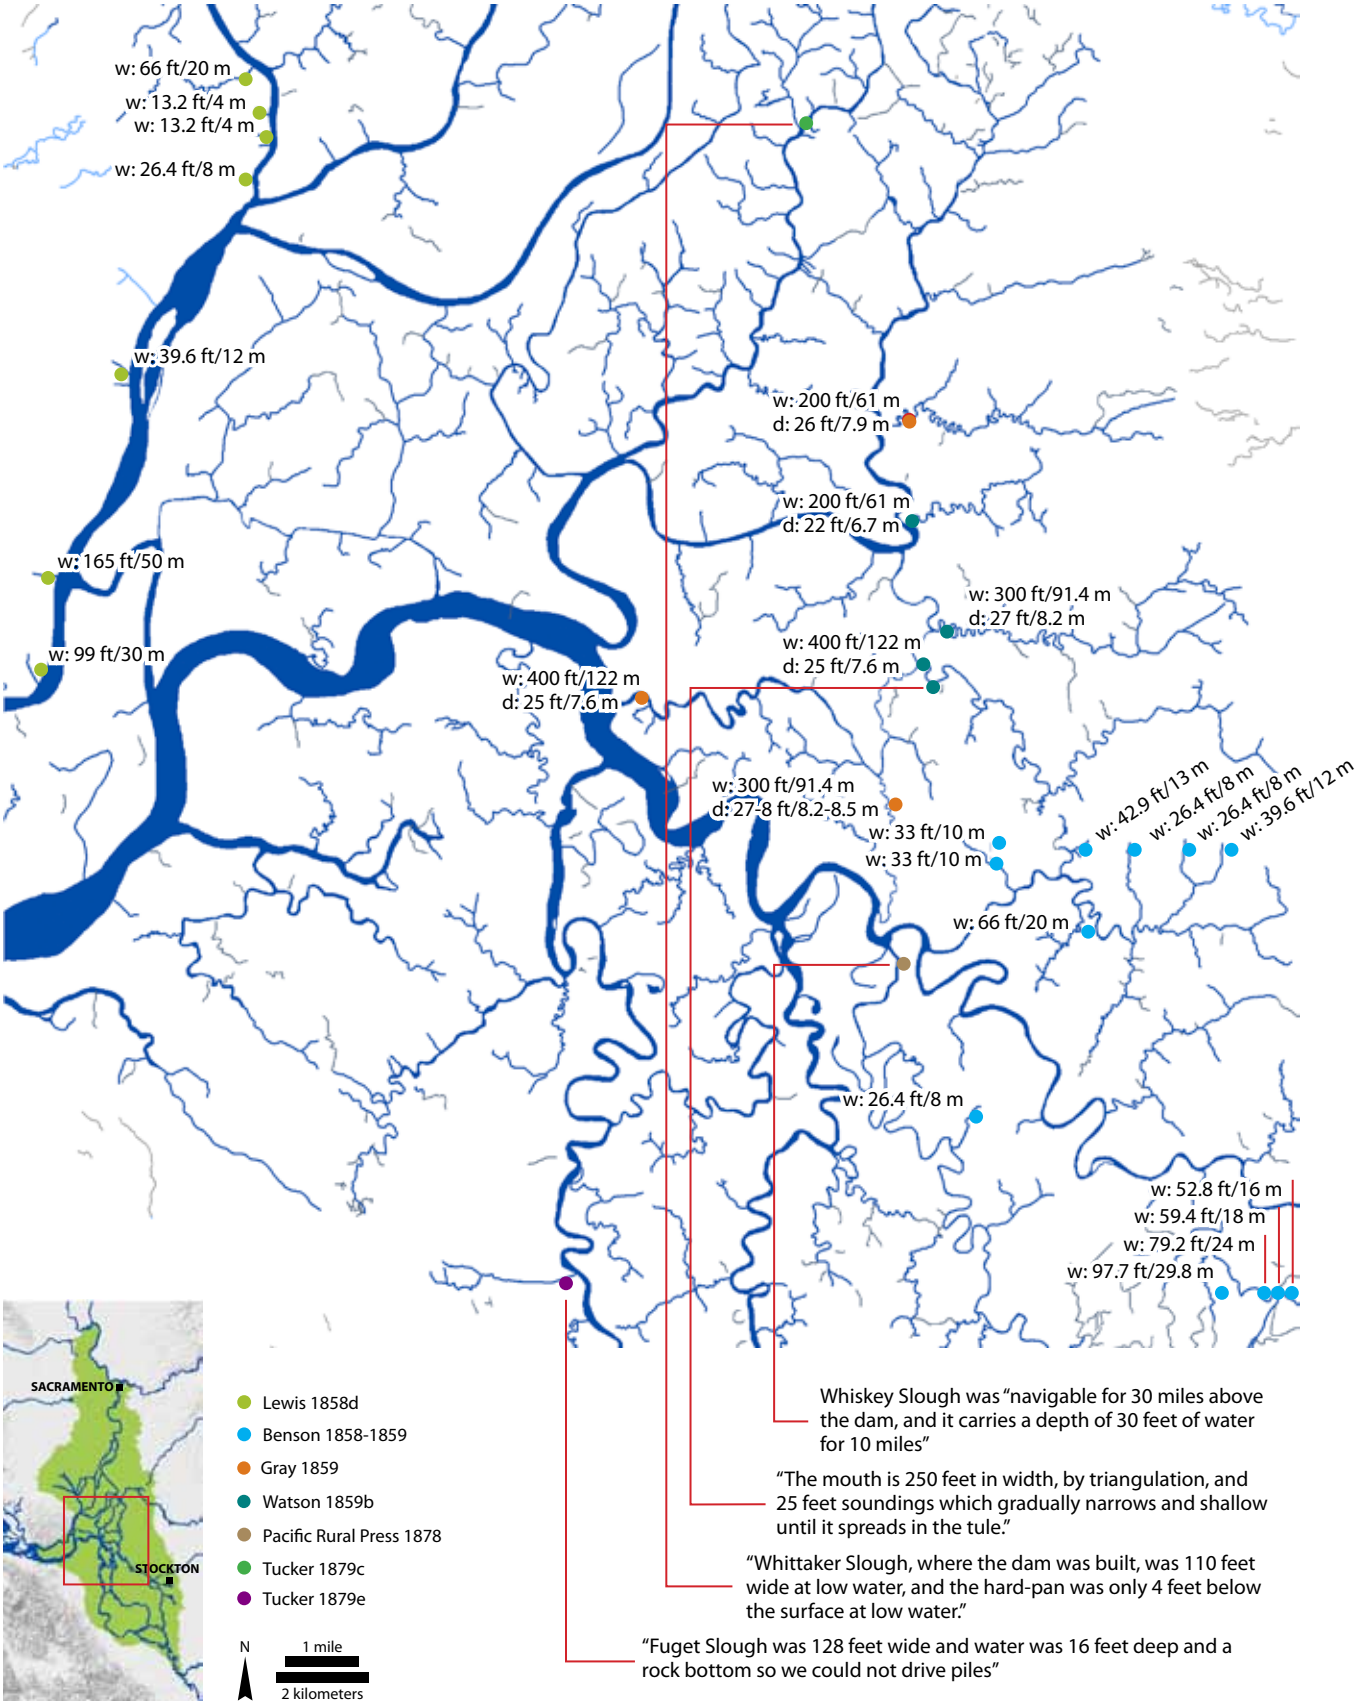 w: 66 ft/20 m
w: 13.2 ft/4 m
w: 13.2 ft/4 m
w: 26.4 ft/8 m
w: 39.6 ft/12 m
w: 200 ft/61 m
d: 26 ft/7.9 m
w: 200 ft/61 m
d: 22 ft/6.7 m
w: 165 ft/50 m
w: 300 ft/91.4 m
d: 27 ft/8.2 m
w: 400 ft/122 m
d: 25 ft/7.6 m
w: 99 ft/30 m
w: 400 ft/122 m
d: 25 ft/7.6 m
w: 300 ft/91.4 m
d: 27-8 ft/8.2-8.5 m
w: 42.9 ft/13 m
w: 26.4 ft/8 m
w: 26.4 ft/8 m
w: 39.6 ft/12 m
w: 33 ft/10 m
w: 33 ft/10 m
w: 66 ft/20 m
w: 26.4 ft/8 m
w: 52.8 ft/16 m
w: 59.4 ft/18 m
w: 79.2 ft/24 m
w: 97.7 ft/29.8 m
SACRAMENTO
STOCKTON
Lewis 1858d
Benson 1858-1859
Gray 1859
Watson 1859b
Pacific Rural Press 1878
Tucker 1879c
Tucker 1879e
N
1 mile
2 kilometers
Whiskey Slough was “navigable for 30 miles above
the dam, and it carries a depth of 30 feet of water
for 10 miles”
“The mouth is 250 feet in width, by triangulation, and
25 feet soundings which gradually narrows and shallow
until it spreads in the tule.”
“Whittaker Slough, where the dam was built, was 110 feet
wide at low water, and the hard-pan was only 4 feet below
the surface at low water.”
“Fuget Slough was 128 feet wide and water was 16 feet deep and a
rock bottom so we could not drive piles”